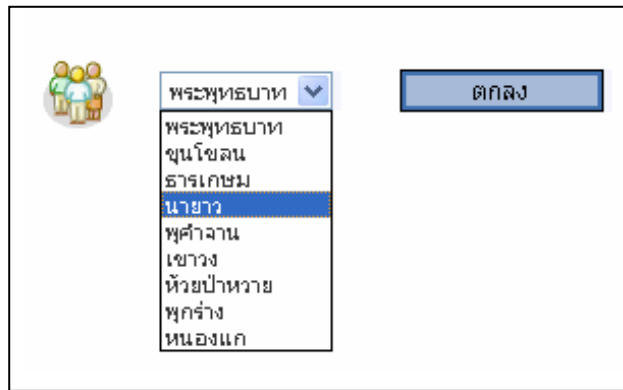 พระพุทธบาท
ตกลง
พระพุทธบาท
ขุนโขลน
ธารเกษม
นายาว
พุคำจาน
เขาวง
ห้วยป่าหวาย
พุกร่าง
หนองแก